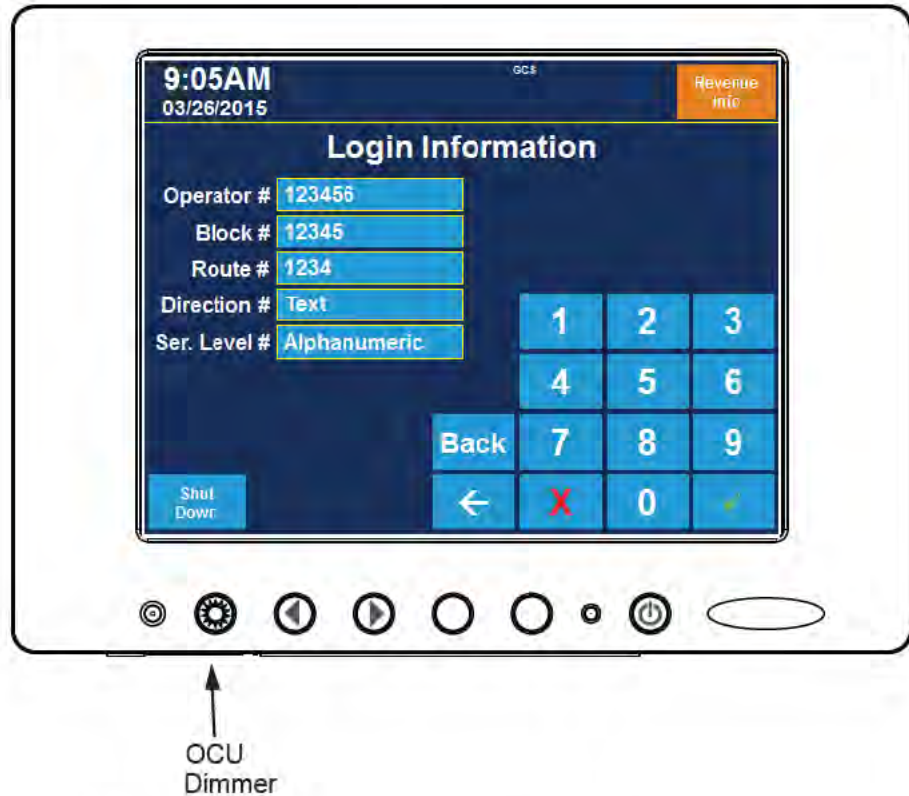 9:05AM
GCS
Revenue
Info
03/26/2015
Login Information
Operator # 123456
Block # 12345
Route # 1234
Direction # Text
Ser. Level # Alphanumeric
1 2 3
4 5 6
Back 7 8 9
Shut
Down
← X 0 ✓
OCU
Dimmer